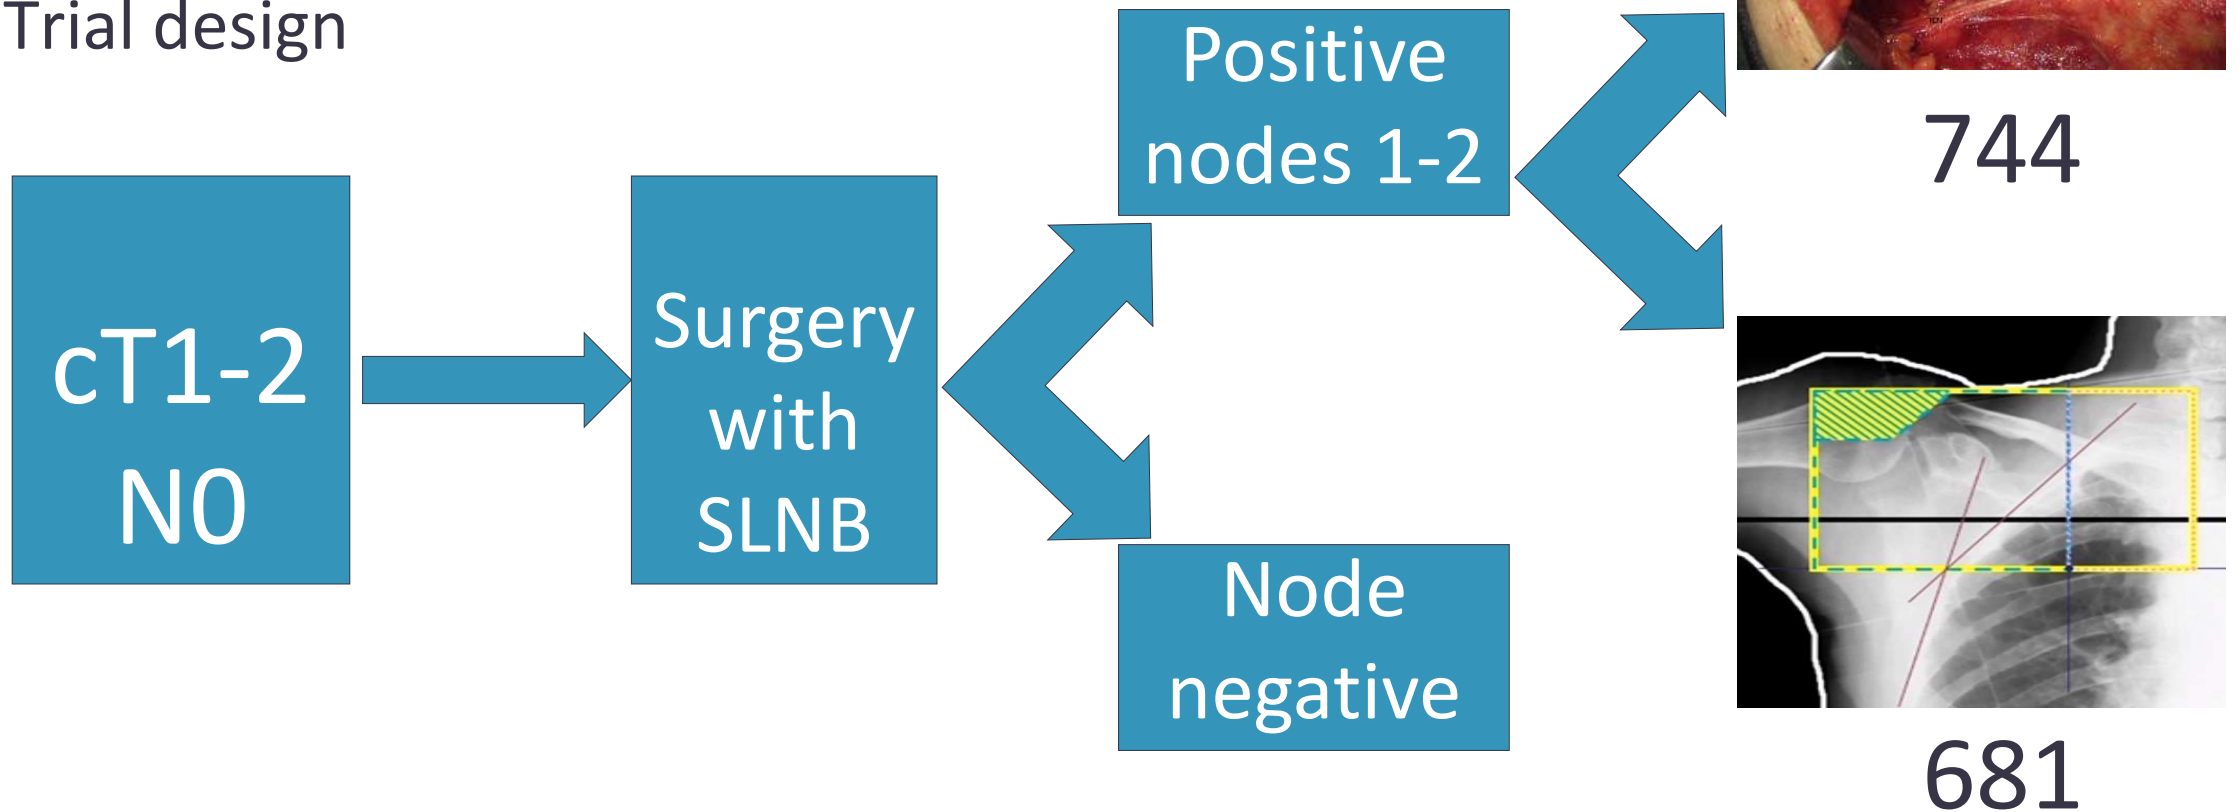 Trial design
cT1-2
N0
Surgery
with
SLNB
Positive
nodes 1-2
Node
negative
744
681